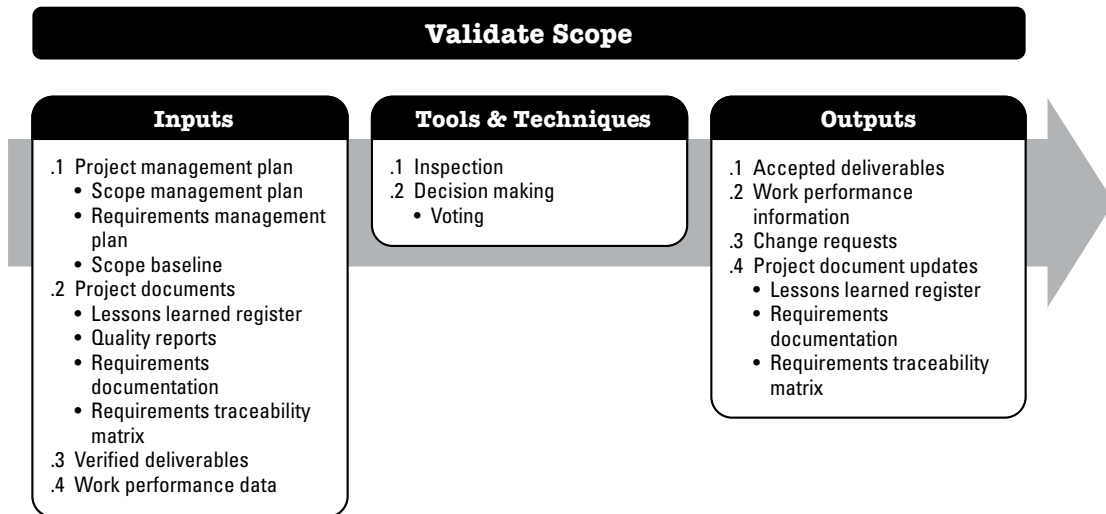 Validate Scope
Inputs
.1 Project management plan
• Scope management plan
• Requirements management
plan
• Scope baseline
.2 Project documents
• Lessons learned register
• Quality reports
• Requirements
documentation
• Requirements traceability
matrix
.3 Verified deliverables
.4 Work performance data
Tools & Techniques
.1 Inspection
.2 Decision making
• Voting
Outputs
.1 Accepted deliverables
.2 Work performance
information
.3 Change requests
.4 Project document updates
• Lessons learned register
• Requirements
documentation
• Requirements traceability
matrix